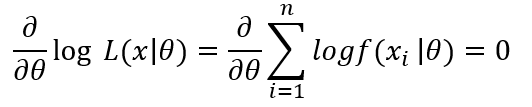 ∂/∂θ log L(x|θ) = ∂/∂θ ∑_{i=1}^{n} logf(x_i |θ) = 0